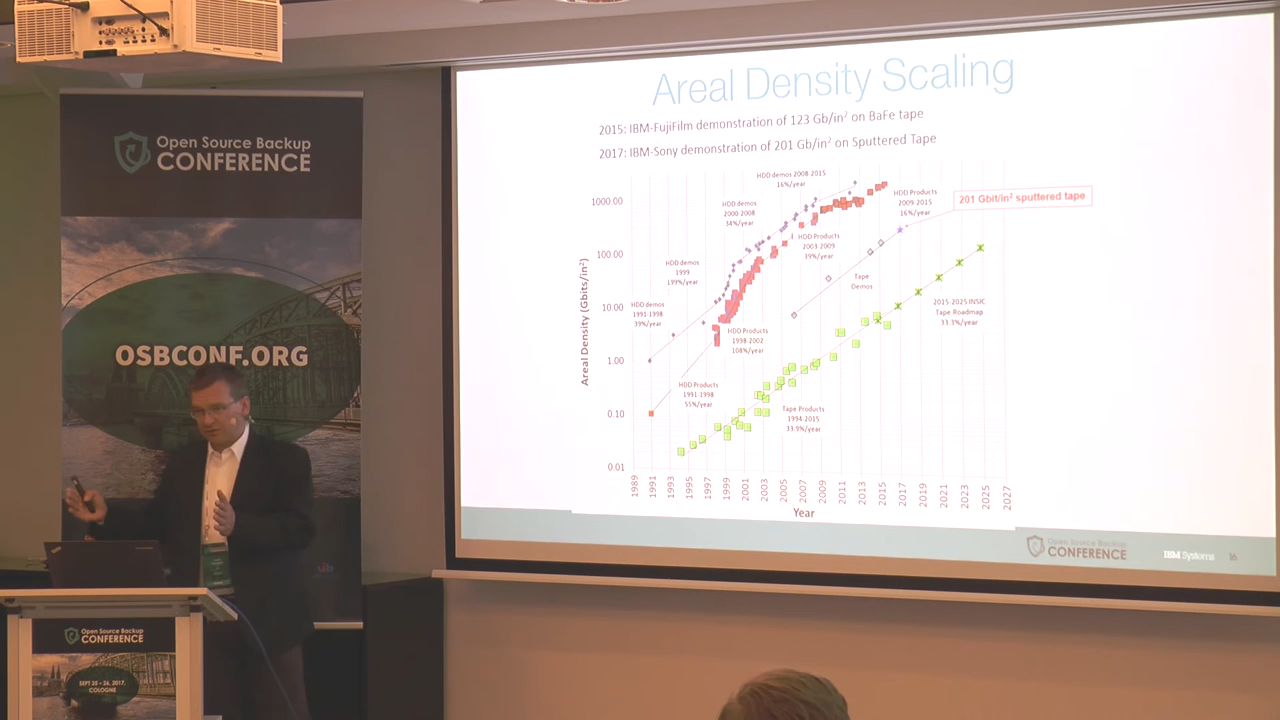 Open Source Backup
CONFERENCE
OSBCONF.ORG
Open Source Backup
CONFERENCE
SEPT 25 – 26, 2017,
COLOGNE
Areal Density Scaling
2015: IBM-FujiFilm demonstration of 123 Gb/in² on BaFe tape
2017: IBM-Sony demonstration of 201 Gb/in² on Sputtered Tape
HDD demos 2008-2015
16%/year
HDD Products
2009-2015
16%/year
201 Gbit/in² sputtered tape
HDD demos
2000-2008
34%/year
HDD Products
2003-2009
39%/year
HDD demos
1999
199%/year
Tape
Demos
HDD demos
1991-1998
39%/year
2015-2025 INSIC
Tape Roadmap
33.3%/year
HDD Products
1998-2002
108%/year
HDD Products
1991-1998
55%/year
Tape Products
1994-2015
33.9%/year
Areal Density (Gbits/in²)
1000.00
100.00
10.00
1.00
0.10
0.01
1989 1991 1993 1995 1997 1999 2001 2003 2005 2007 2009 2011 2013 2015 2017 2019 2021 2023 2025 2027
Year
Open Source Backup
CONFERENCE
IBM Systems